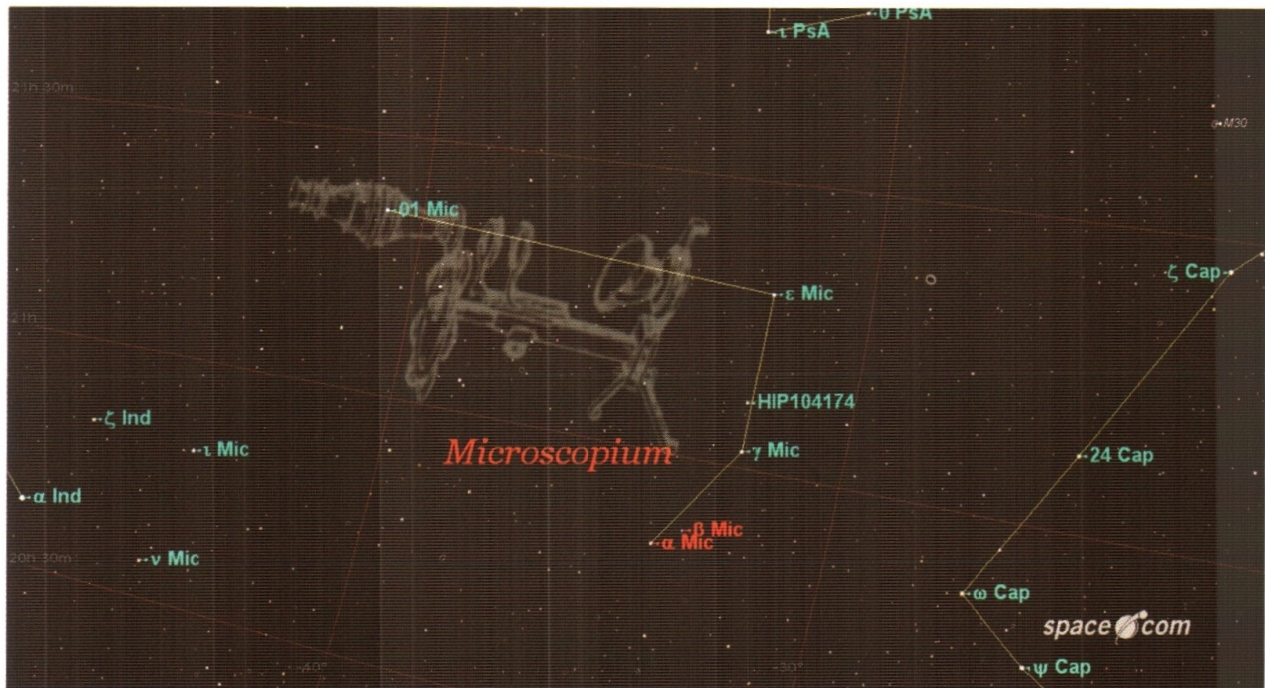 θ PsA
ι PsA
21h 30m
M30
θ1 Mic
ζ Cap
ε Mic
21h
HIP104174
ζ Ind
ι Mic
Microscopium
γ Mic
24 Cap
α Ind
β Mic
α Mic
20h 30m
ν Mic
ω Cap
space.com
-40°
-30°
ψ Cap